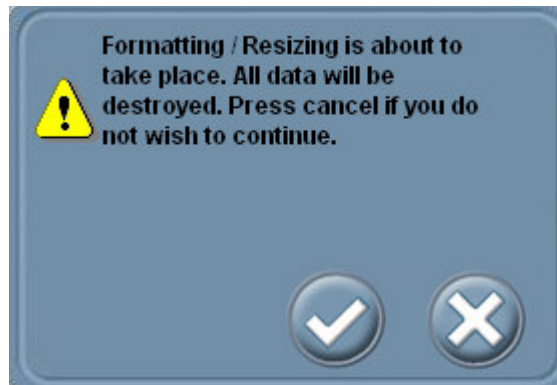 Formatting / Resizing is about to
take place. All data will be
destroyed. Press cancel if you do
not wish to continue.